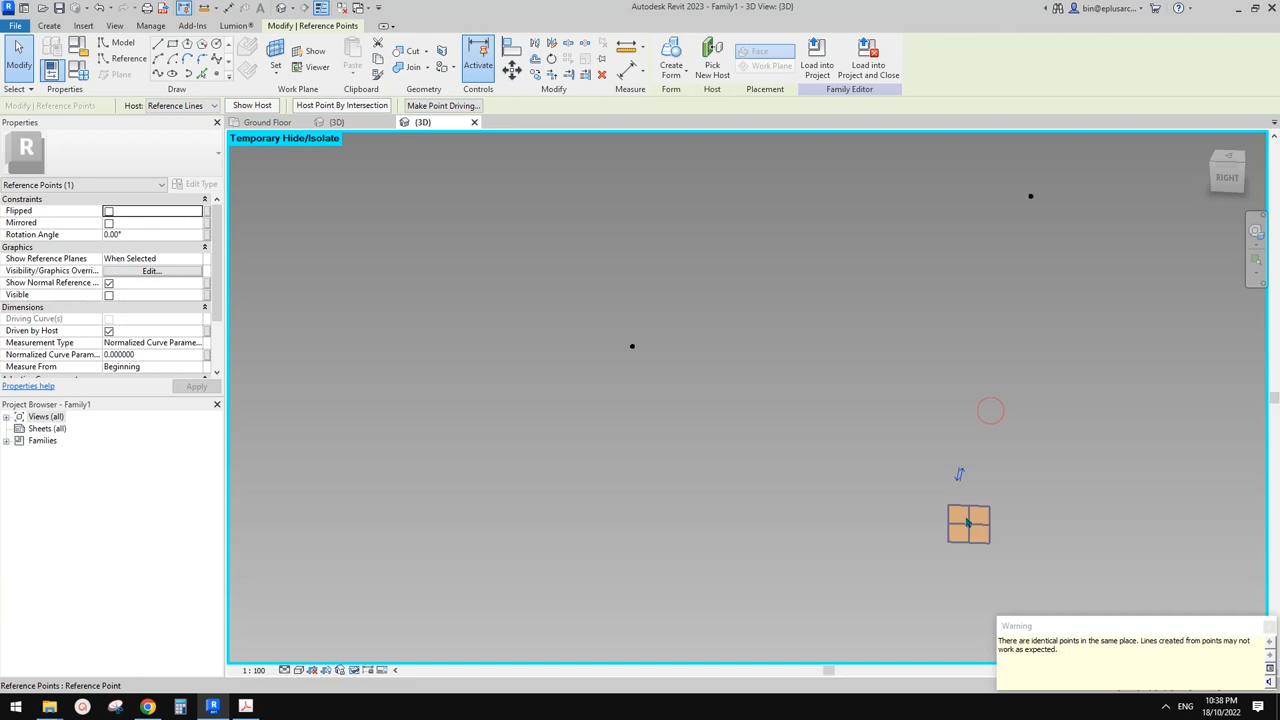 Autodesk Revit 2023 - Family1 - 3D View: {3D}
bin@eplusarc...
File Create Insert View Manage Add-Ins Lumion® Modify | Reference Points
Modify
Select
Properties
Model
Reference
Plane
Draw
Set
Show
Viewer
Work Plane
Paste
Clipboard
Cut
Join
Geometry
Activate
Controls
Modify
Measure
Create
Form
Form
Pick
New Host
Host
Face
Work Plane
Placement
Load into
Project
Load into
Project and Close
Family Editor
Modify | Reference Points Host: Reference Lines Show Host Host Point By Intersection Make Point Driving...
Properties
Ground Floor {3D} {3D}
R
Temporary Hide/Isolate
RIGHT
Reference Points (1) Edit Type
Constraints
Flipped
Mirrored
Rotation Angle 0.00°
Graphics
Show Reference Planes When Selected
Visibility/Graphics Overri... Edit...
Show Normal Reference ...
Visible
Dimensions
Driving Curve(s)
Driven by Host
Measurement Type Normalized Curve Parame...
Normalized Curve Param... 0.000000
Measure From Beginning
Properties help Apply
Project Browser - Family1
Views (all)
Sheets (all)
Families
Warning
There are identical points in the same place. Lines created from points may not
work as expected.
1 : 100
Reference Points : Reference Point
ENG
10:38 PM
18/10/2022